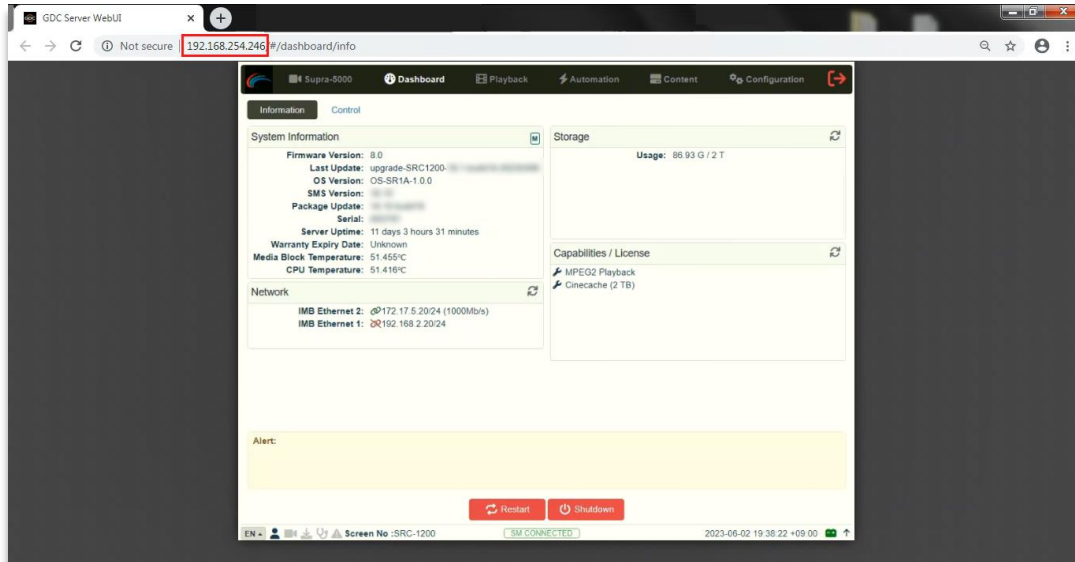 GDC Server WebUI
Not secure 192.168.254.246/#/dashboard/info
Supra-5000 Dashboard Playback Automation Content Configuration
Information Control
System Information M
Firmware Version: 8.0
Last Update: upgrade-SRC1200-
OS Version: OS-SR1A-1.0.0
SMS Version:
Package Update:
Serial:
Server Uptime: 11 days 3 hours 31 minutes
Warranty Expiry Date: Unknown
Media Block Temperature: 51.455°C
CPU Temperature: 51.416°C
Network
IMB Ethernet 2: 172.17.5.20/24 (1000Mb/s)
IMB Ethernet 1: 192.168.2.20/24
Storage
Usage: 86.93 G / 2 T
Capabilities / License
MPEG2 Playback
Cinecache (2 TB)
Alert:
Restart Shutdown
EN Screen No :SRC-1200 SM CONNECTED 2023-06-02 19:38:22 +09:00